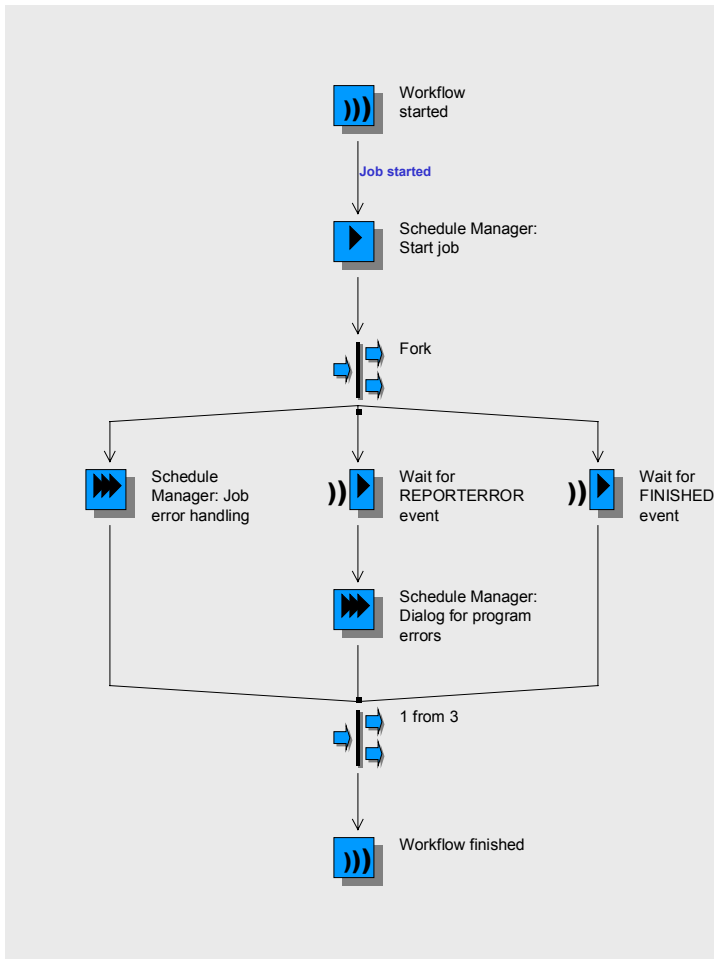 Workflow
started
Job started
Schedule Manager:
Start job
Fork
Schedule
Manager: Job
error handling
Wait for
REPORTERROR
event
Wait for
FINISHED
event
Schedule Manager:
Dialog for program
errors
1 from 3
Workflow finished